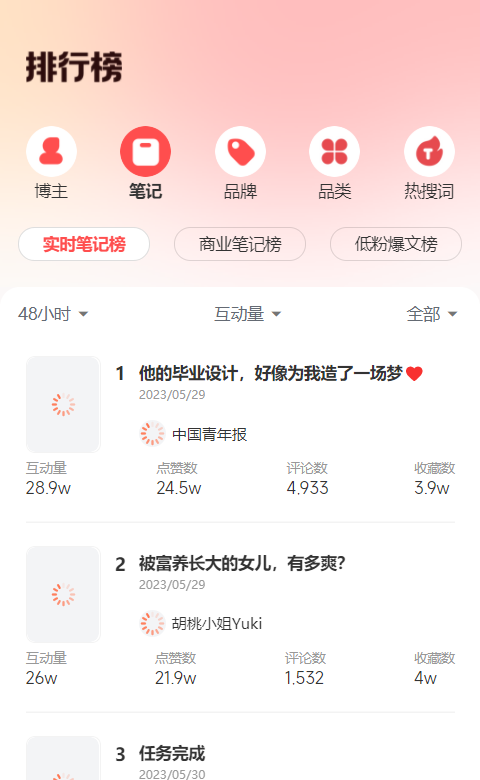 排行榜
博主 笔记 品牌 品类 热搜词
实时笔记榜 商业笔记榜 低粉爆文榜
48小时 互动量 全部
1 他的毕业设计，好像为我造了一场梦❤️
2023/05/29
中国青年报
互动量 点赞数 评论数 收藏数
28.9w 24.5w 4,933 3.9w
2 被富养长大的女儿，有多爽？
2023/05/29
胡桃小姐Yuki
互动量 点赞数 评论数 收藏数
26w 21.9w 1,532 4w
3 任务完成
2023/05/30